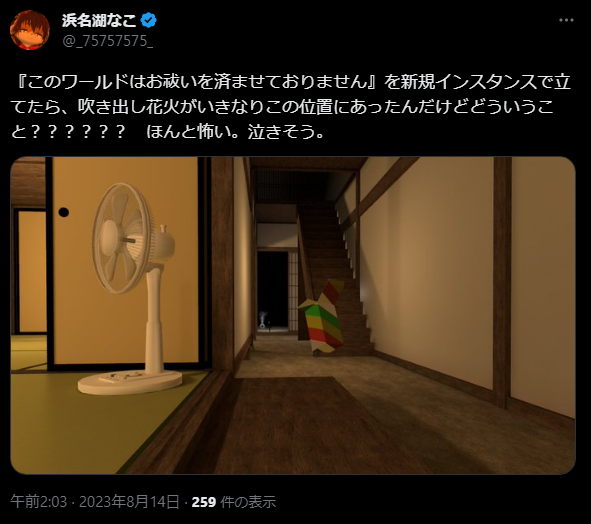 浜名湖なこ
@_75757575_
『このワールドはお祓いを済ませておりません』を新規インスタンスで立
てたら、吹き出し花火がいきなりこの位置にあったんだけどどういうこ
と？？？？？？　ほんと怖い。泣きそう。
午前2:03 · 2023年8月14日 · 259 件の表示